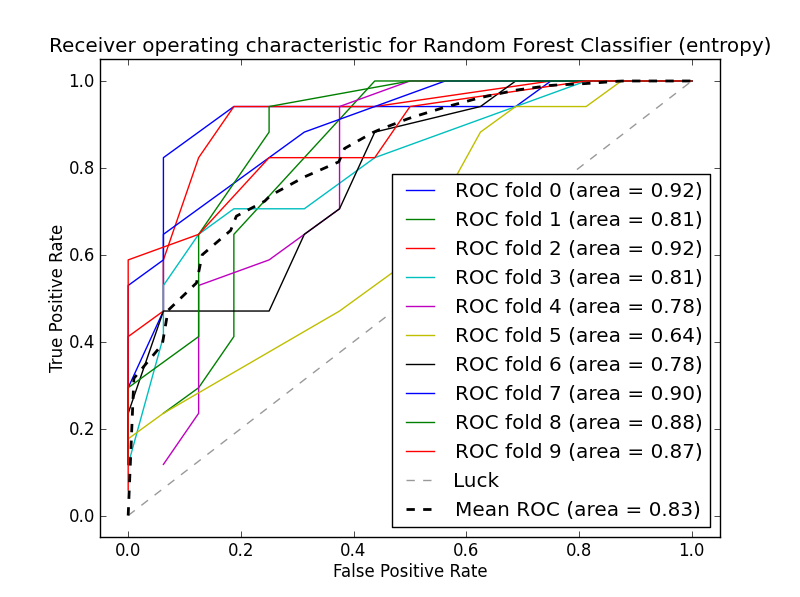 Receiver operating characteristic for Random Forest Classifier (entropy)
1.0
0.8
0.6
0.4
0.2
0.0
True Positive Rate
ROC fold 0 (area = 0.92)
ROC fold 1 (area = 0.81)
ROC fold 2 (area = 0.92)
ROC fold 3 (area = 0.81)
ROC fold 4 (area = 0.78)
ROC fold 5 (area = 0.64)
ROC fold 6 (area = 0.78)
ROC fold 7 (area = 0.90)
ROC fold 8 (area = 0.88)
ROC fold 9 (area = 0.87)
Luck
Mean ROC (area = 0.83)
0.0 0.2 0.4 0.6 0.8 1.0
False Positive Rate